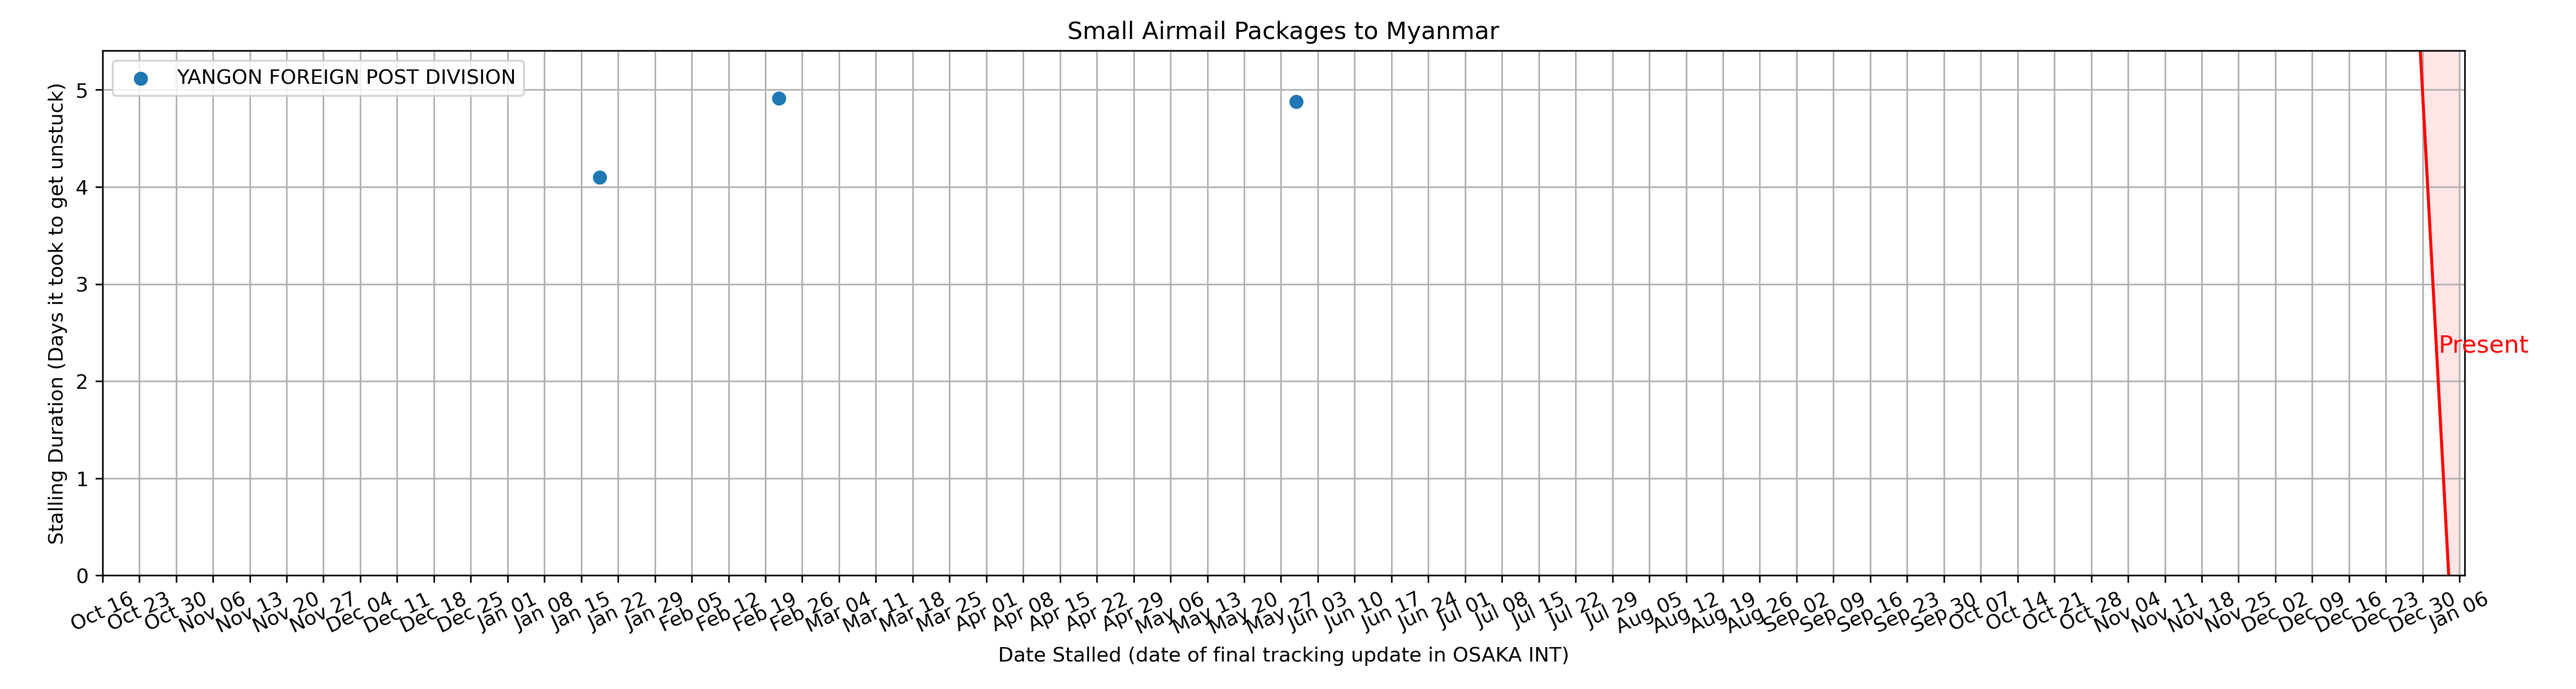 Small Airmail Packages to Myanmar
YANGON FOREIGN POST DIVISION
Stalling Duration (Days it took to get unstuck)
5
4
3
2
1
0
Present
Oct 16
Oct 23
Oct 30
Nov 06
Nov 13
Nov 20
Nov 27
Dec 04
Dec 11
Dec 18
Dec 25
Jan 01
Jan 08
Jan 15
Jan 22
Jan 29
Feb 05
Feb 12
Feb 19
Feb 26
Mar 04
Mar 11
Mar 18
Mar 25
Apr 01
Apr 08
Apr 15
Apr 22
Apr 29
May 06
May 13
May 20
May 27
Jun 03
Jun 10
Jun 17
Jun 24
Jul 01
Jul 08
Jul 15
Jul 22
Jul 29
Aug 05
Aug 12
Aug 19
Aug 26
Sep 02
Sep 09
Sep 16
Sep 23
Sep 30
Oct 07
Oct 14
Oct 21
Oct 28
Nov 04
Nov 11
Nov 18
Nov 25
Dec 02
Dec 09
Dec 16
Dec 23
Dec 30
Jan 06
Date Stalled (date of final tracking update in OSAKA INT)